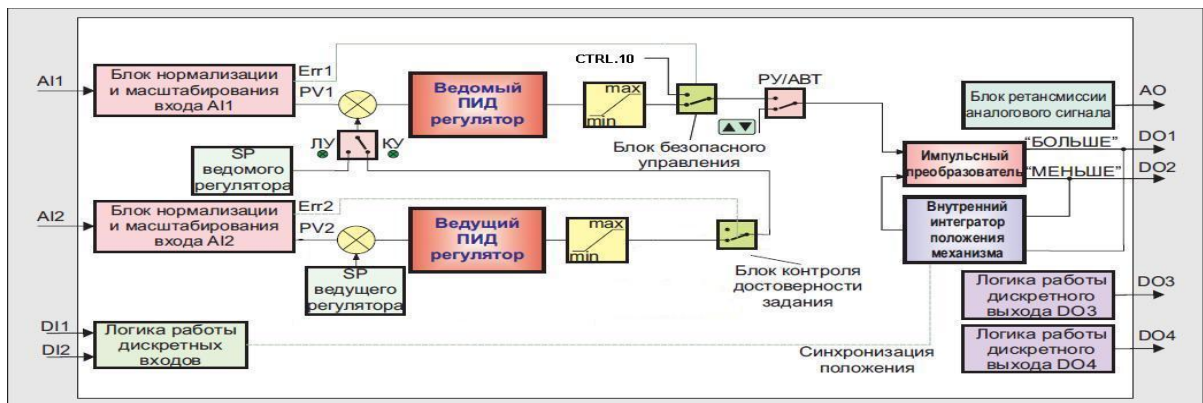 AI1
Блок нормализации
и масштабирования
входа AI1
Err1
PV1
Ведомый
ПИД
регулятор
max
min
CTRL.10
РУ/АВТ
▲▼
Блок безопасного
управления
ЛУ
КУ
SP
ведомого
регулятора
AI2
Блок нормализации
и масштабирования
входа AI2
Err2
PV2
Ведущий
ПИД
регулятор
max
min
SP
ведущего
регулятора
Блок контроля
достоверности
задания
DI1
DI2
Логика работы
дискретных
входов
Синхронизация
положения
Блок ретансмиссии
аналогового сигнала
AO
Импульсный
преобразователь
“БОЛЬШЕ”
DO1
“МЕНЬШЕ”
DO2
Внутренний
интегратор
положения
механизма
Логика работы
дискретного
выхода DO3
DO3
Логика работы
дискретного
выхода DO4
DO4